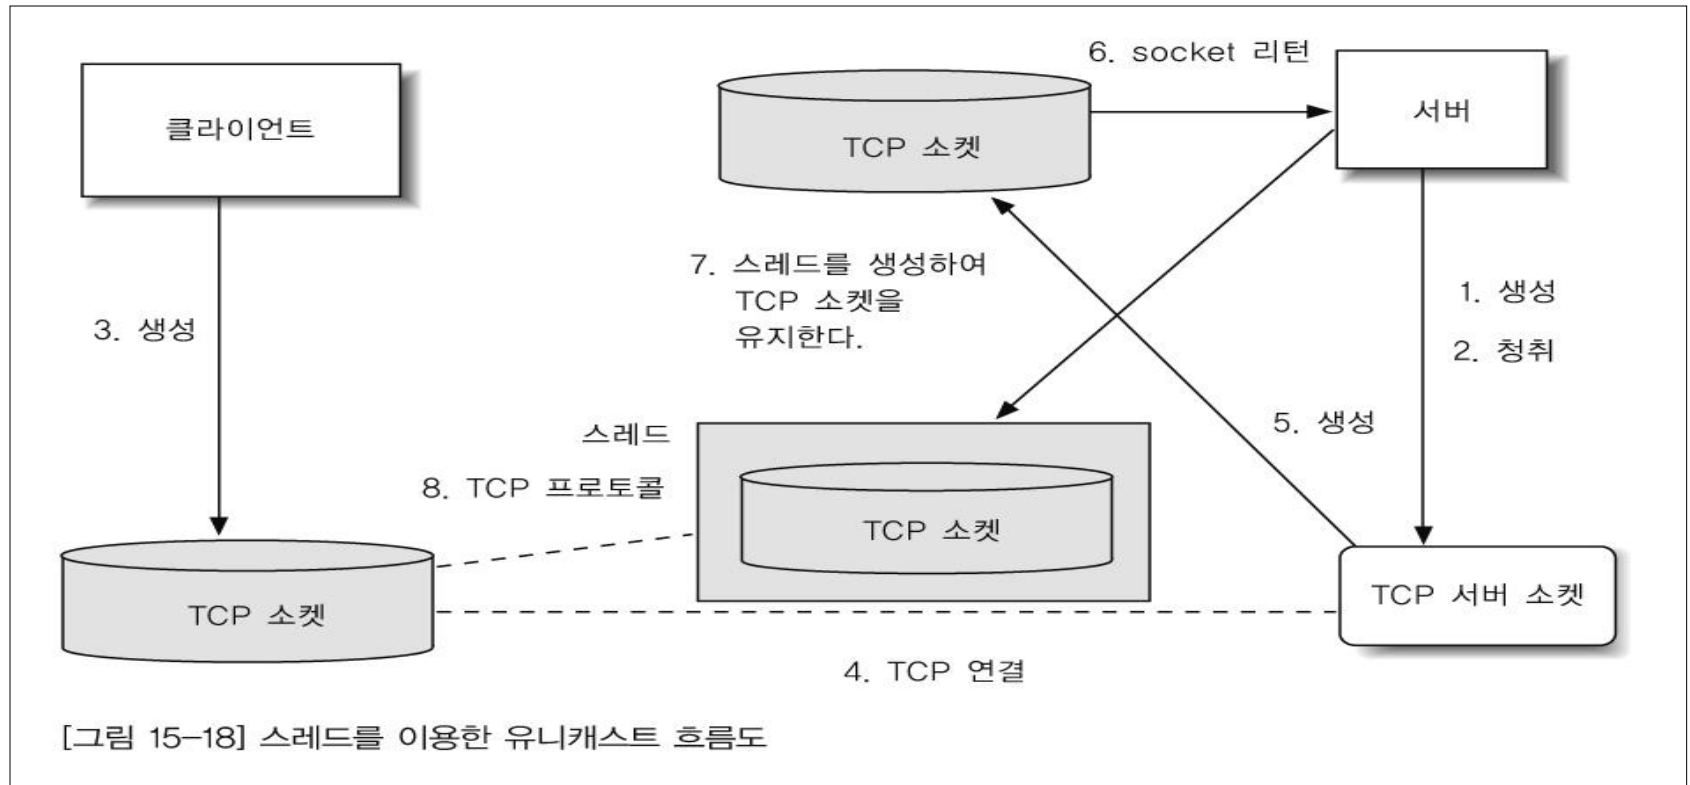 6. socket 리턴
클라이언트
서버
TCP 소켓
7. 스레드를 생성하여
TCP 소켓을
유지한다.
1. 생성
2. 청취
3. 생성
5. 생성
스레드
8. TCP 프로토콜
TCP 소켓
TCP 소켓
TCP 서버 소켓
4. TCP 연결
[그림 15-18] 스레드를 이용한 유니캐스트 흐름도